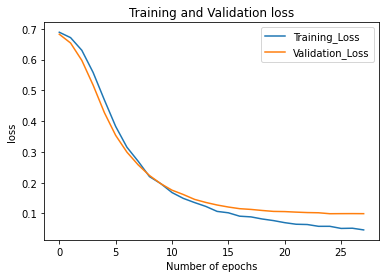 Training and Validation loss
Training_Loss
Validation_Loss
loss
0.7
0.6
0.5
0.4
0.3
0.2
0.1
0 5 10 15 20 25
Number of epochs